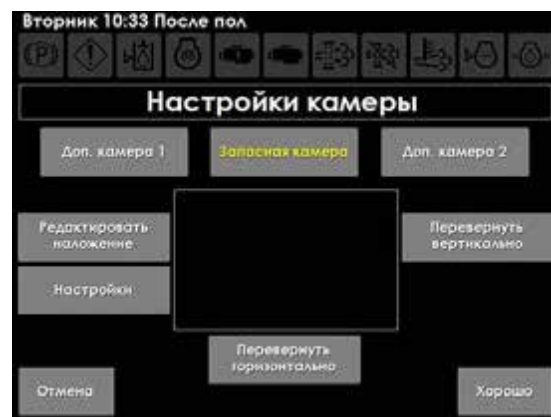 Вторник 10:33 После пол
Настройки камеры
Доп. камера 1
Запасная камера
Доп. камера 2
Редактировать
наложение
Перевернуть
вертикально
Настройки
Перевернуть
горизонтально
Отмена
Хорошо